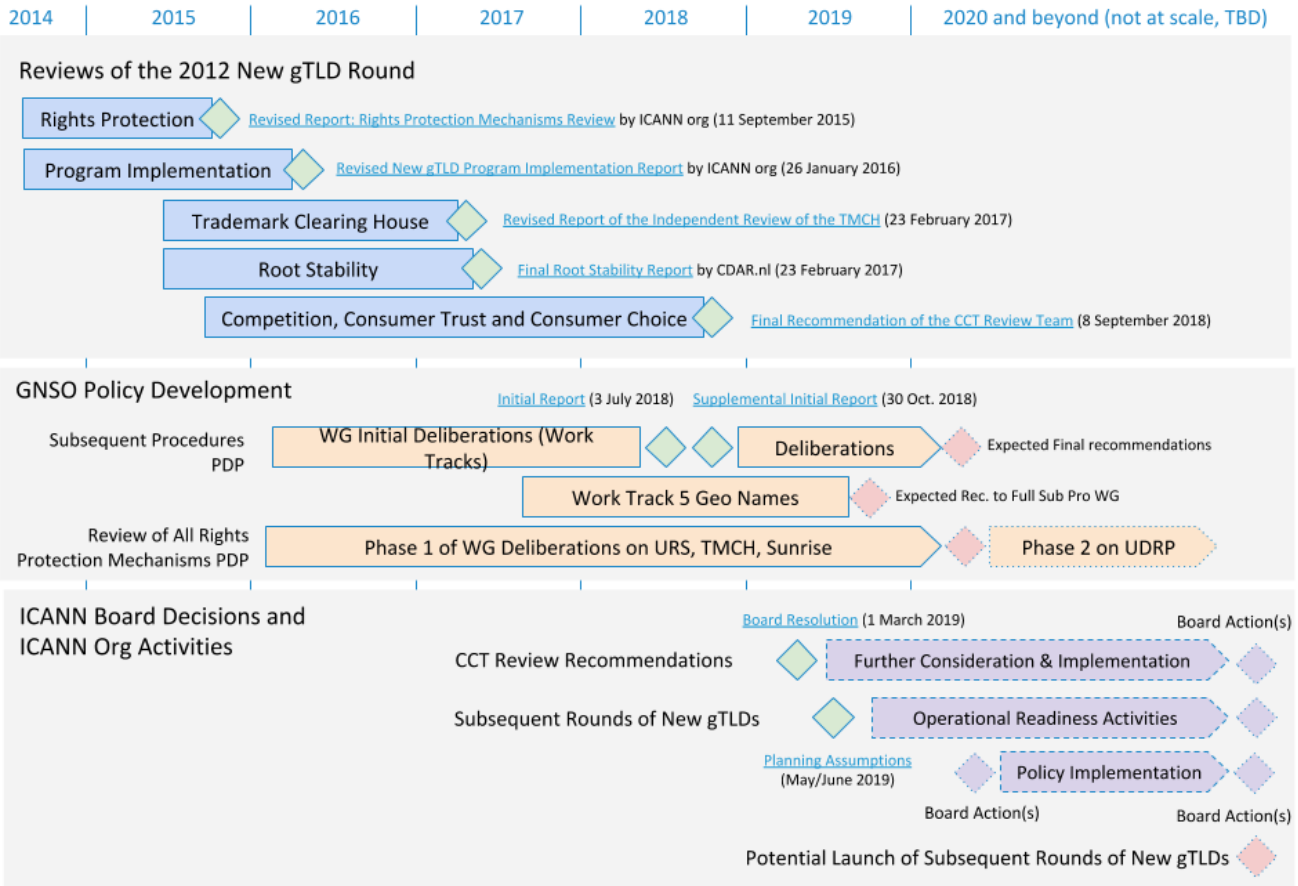 2014 2015 2016 2017 2018 2019 2020 and beyond (not at scale, TBD)
Reviews of the 2012 New gTLD Round
Rights Protection Revised Report: Rights Protection Mechanisms Review by ICANN org (11 September 2015)
Program Implementation Revised New gTLD Program Implementation Report by ICANN org (26 January 2016)
Trademark Clearing House Revised Report of the Independent Review of the TMCH (23 February 2017)
Root Stability Final Root Stability Report by CDAR.nl (23 February 2017)
Competition, Consumer Trust and Consumer Choice Final Recommendation of the CCT Review Team (8 September 2018)
GNSO Policy Development
Initial Report (3 July 2018) Supplemental Initial Report (30 Oct. 2018)
Subsequent Procedures
PDP
WG Initial Deliberations (Work
Tracks)
Deliberations
Expected Final recommendations
Work Track 5 Geo Names Expected Rec. to Full Sub Pro WG
Review of All Rights
Protection Mechanisms PDP
Phase 1 of WG Deliberations on URS, TMCH, Sunrise Phase 2 on UDRP
ICANN Board Decisions and
ICANN Org Activities
Board Resolution (1 March 2019) Board Action(s)
CCT Review Recommendations Further Consideration & Implementation
Subsequent Rounds of New gTLDs Operational Readiness Activities
Planning Assumptions
(May/June 2019)
Policy Implementation
Board Action(s) Board Action(s)
Potential Launch of Subsequent Rounds of New gTLDs